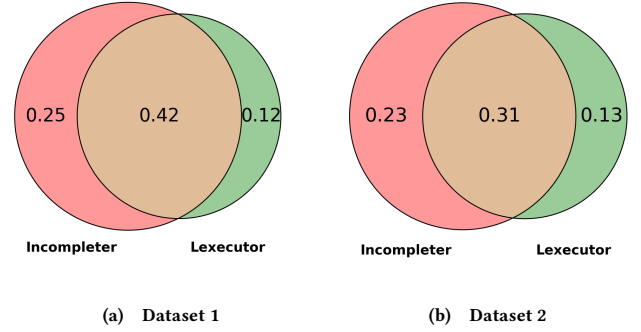 0.25 0.42 0.12
Incompleter Lexecutor
(a) Dataset 1
0.23 0.31 0.13
Incompleter Lexecutor
(b) Dataset 2